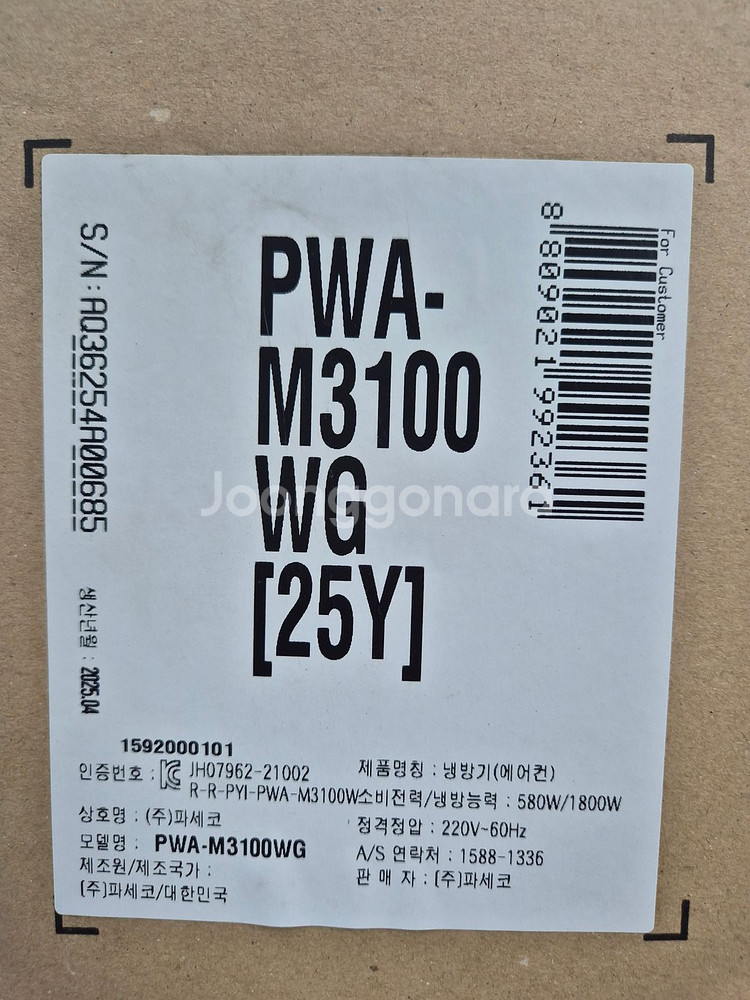 For Customer
8 809021 992361
PWA-
M3100
WG
[25Y]
S/N : AQ36254A00685
생산년월 : 2025.04
1592000101
인증번호 : JH07962-21002
R-R-PYI-PWA-M3100W
상호명 : (주)파세코
모델명 : PWA-M3100WG
제조원/제조국가 :
(주)파세코/대한민국
제품명칭 : 냉방기(에어컨)
소비전력/냉방능력 : 580W/1800W
정격정압 : 220V~60Hz
A/S 연락처 : 1588-1336
판 매 자 : (주)파세코
Joonggonara